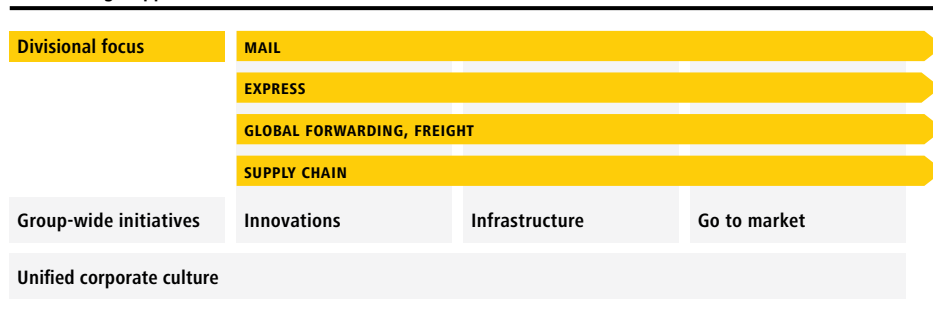 Divisional focus
MAIL
EXPRESS
GLOBAL FORWARDING, FREIGHT
SUPPLY CHAIN
Group-wide initiatives
Innovations
Infrastructure
Go to market
Unified corporate culture